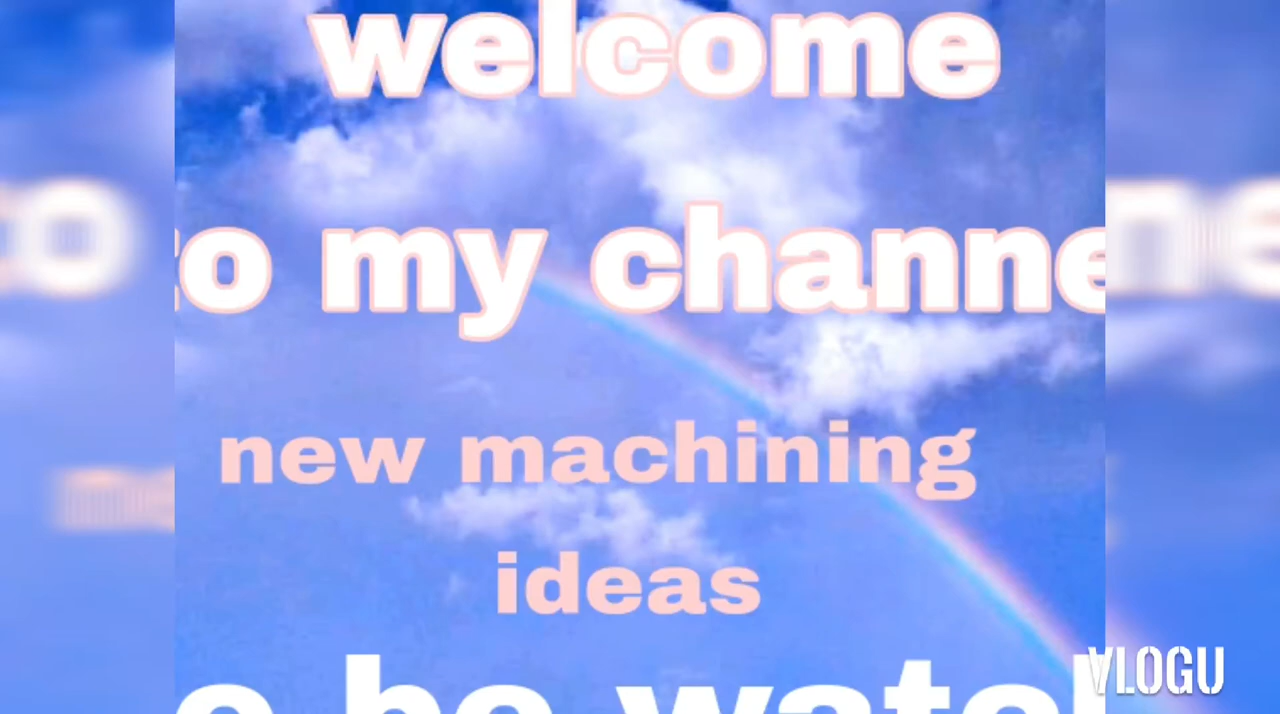 welcome
o my channe
new machining
ideas
VLOGU